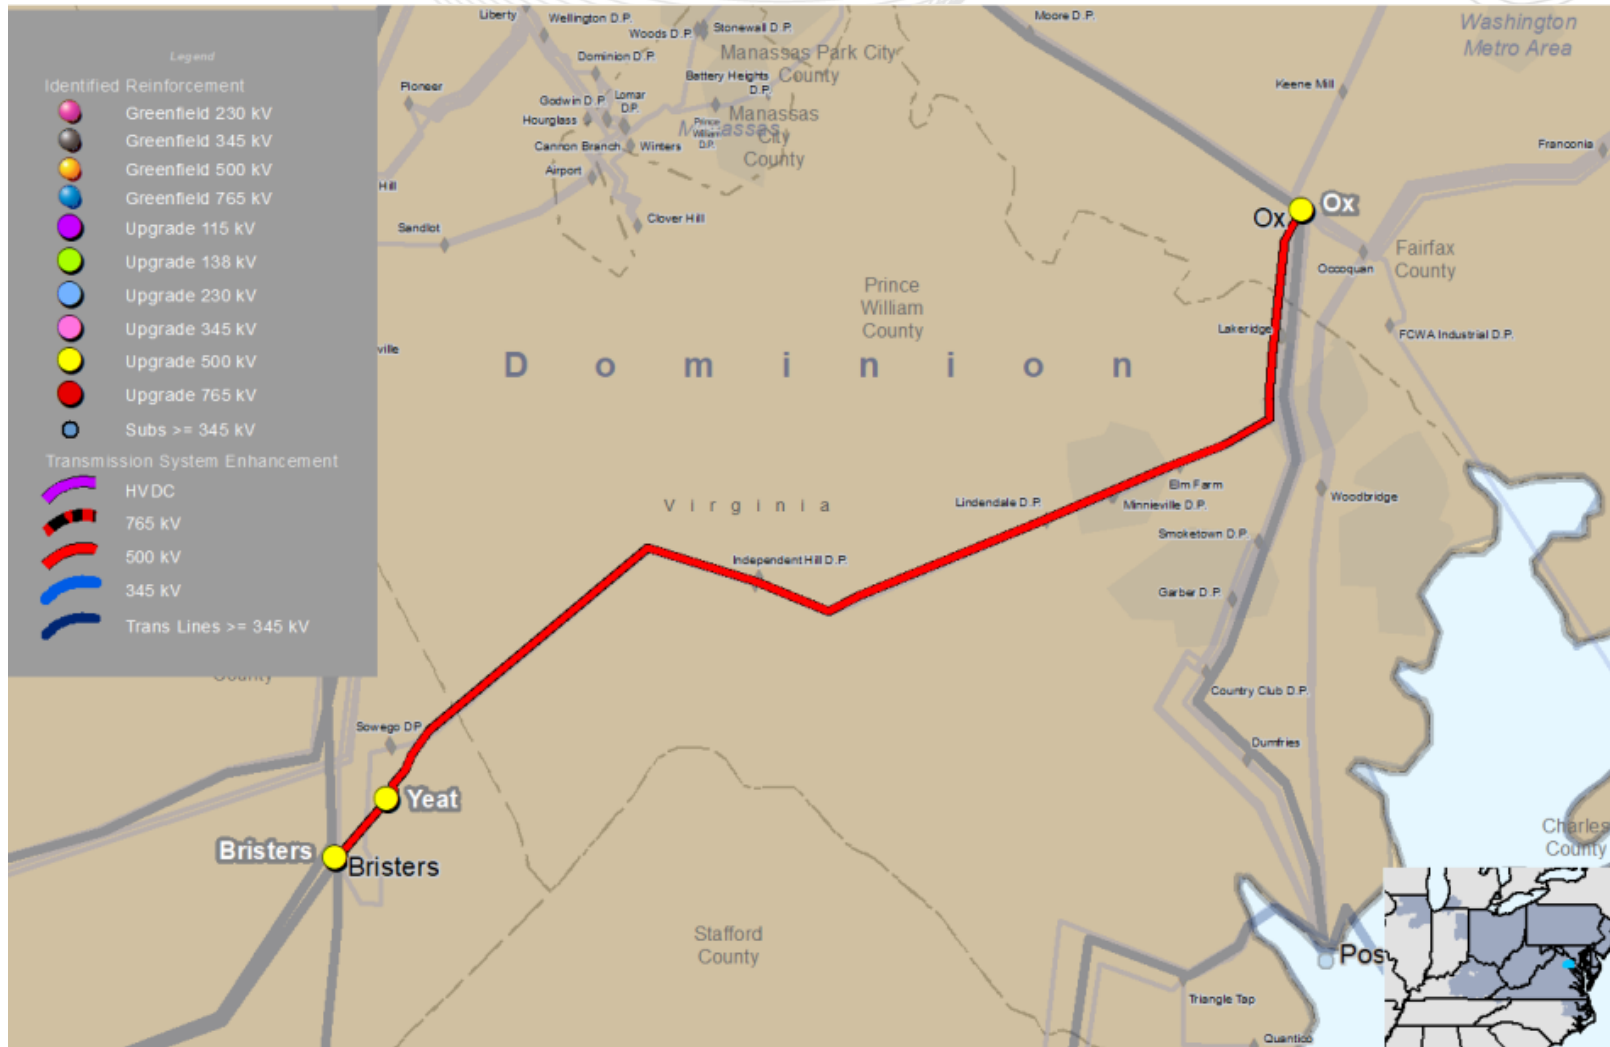 Legend
Identified Reinforcement
Greenfield 230 kV
Greenfield 345 kV
Greenfield 500 kV
Greenfield 765 kV
Upgrade 115 kV
Upgrade 138 kV
Upgrade 230 kV
Upgrade 345 kV
Upgrade 500 kV
Upgrade 765 kV
Subs >= 345 kV
Transmission System Enhancement
HVDC
765 kV
500 kV
345 kV
Trans Lines >= 345 kV
Liberty
Wellington D.P.
Woods D.P.
Stonewall D.P.
Moore D.P.
Washington
Metro Area
Dominion D.P.
Manassas Park City
County
Pioneer
Battery Heights
D.P.
Keene Mill
Godwin D.P.
Lomar
D.P.
Hourglass
Prince
William
D.P.
Manassas
Manassas
City
County
Cannon Branch
Winters
Franconia
Airport
Hill
Sandlot
Clover Hill
Ox
Ox
Occoquan
Fairfax
County
Prince
William
County
Lakeridge
FCWA Industrial D.P.
ville
Dominion
Virginia
Elm Farm
Lindendale D.P.
Minnieville D.P.
Woodbridge
Smoketown D.P.
Independent Hill D.P.
Garber D.P.
County
Country Club D.P.
Sowego D.P.
Dumfries
Yeat
Bristers
Bristers
Charles
County
Stafford
County
Pos
Triangle Tap
Quantico